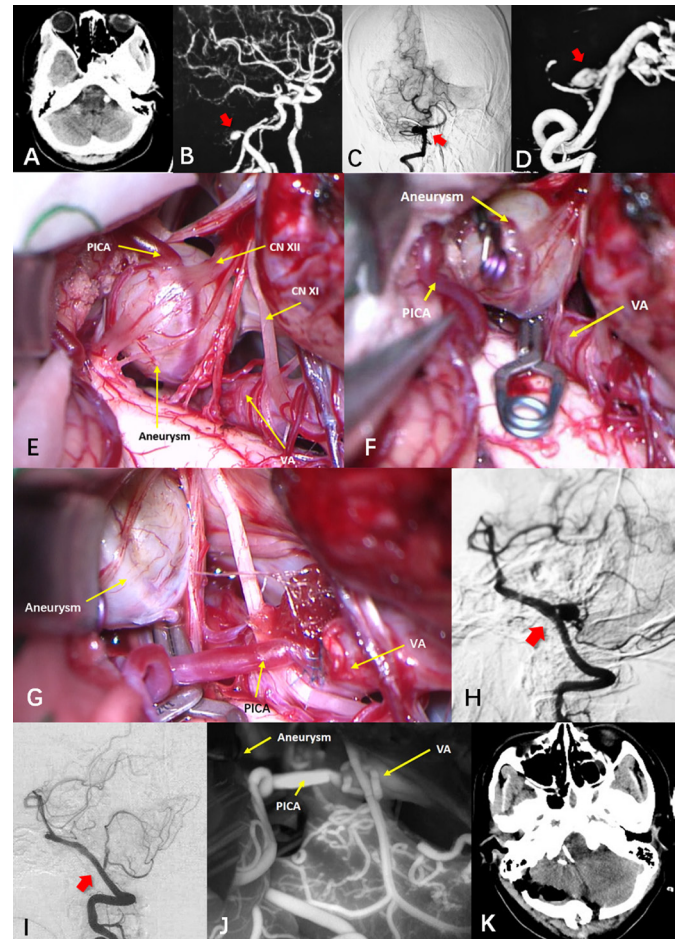 A
B
C
D
PICA
CN XII
CN XI
Aneurysm
VA
E
Aneurysm
PICA
VA
F
Aneurysm
VA
PICA
G
H
Aneurysm
VA
PICA
I
J
K